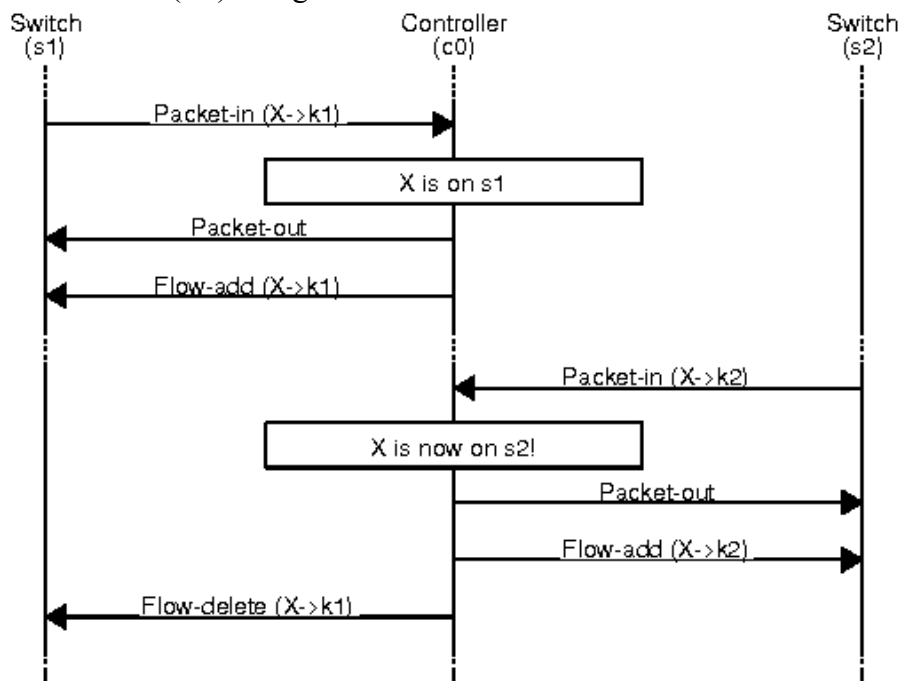 Switch
(s1)
Controller
(c0)
Switch
(s2)
Packet-in (X->k1)
X is on s1
Packet-out
Flow-add (X->k1)
Packet-in (X->k2)
X is now on s2!
Packet-out
Flow-add (X->k2)
Flow-delete (X->k1)